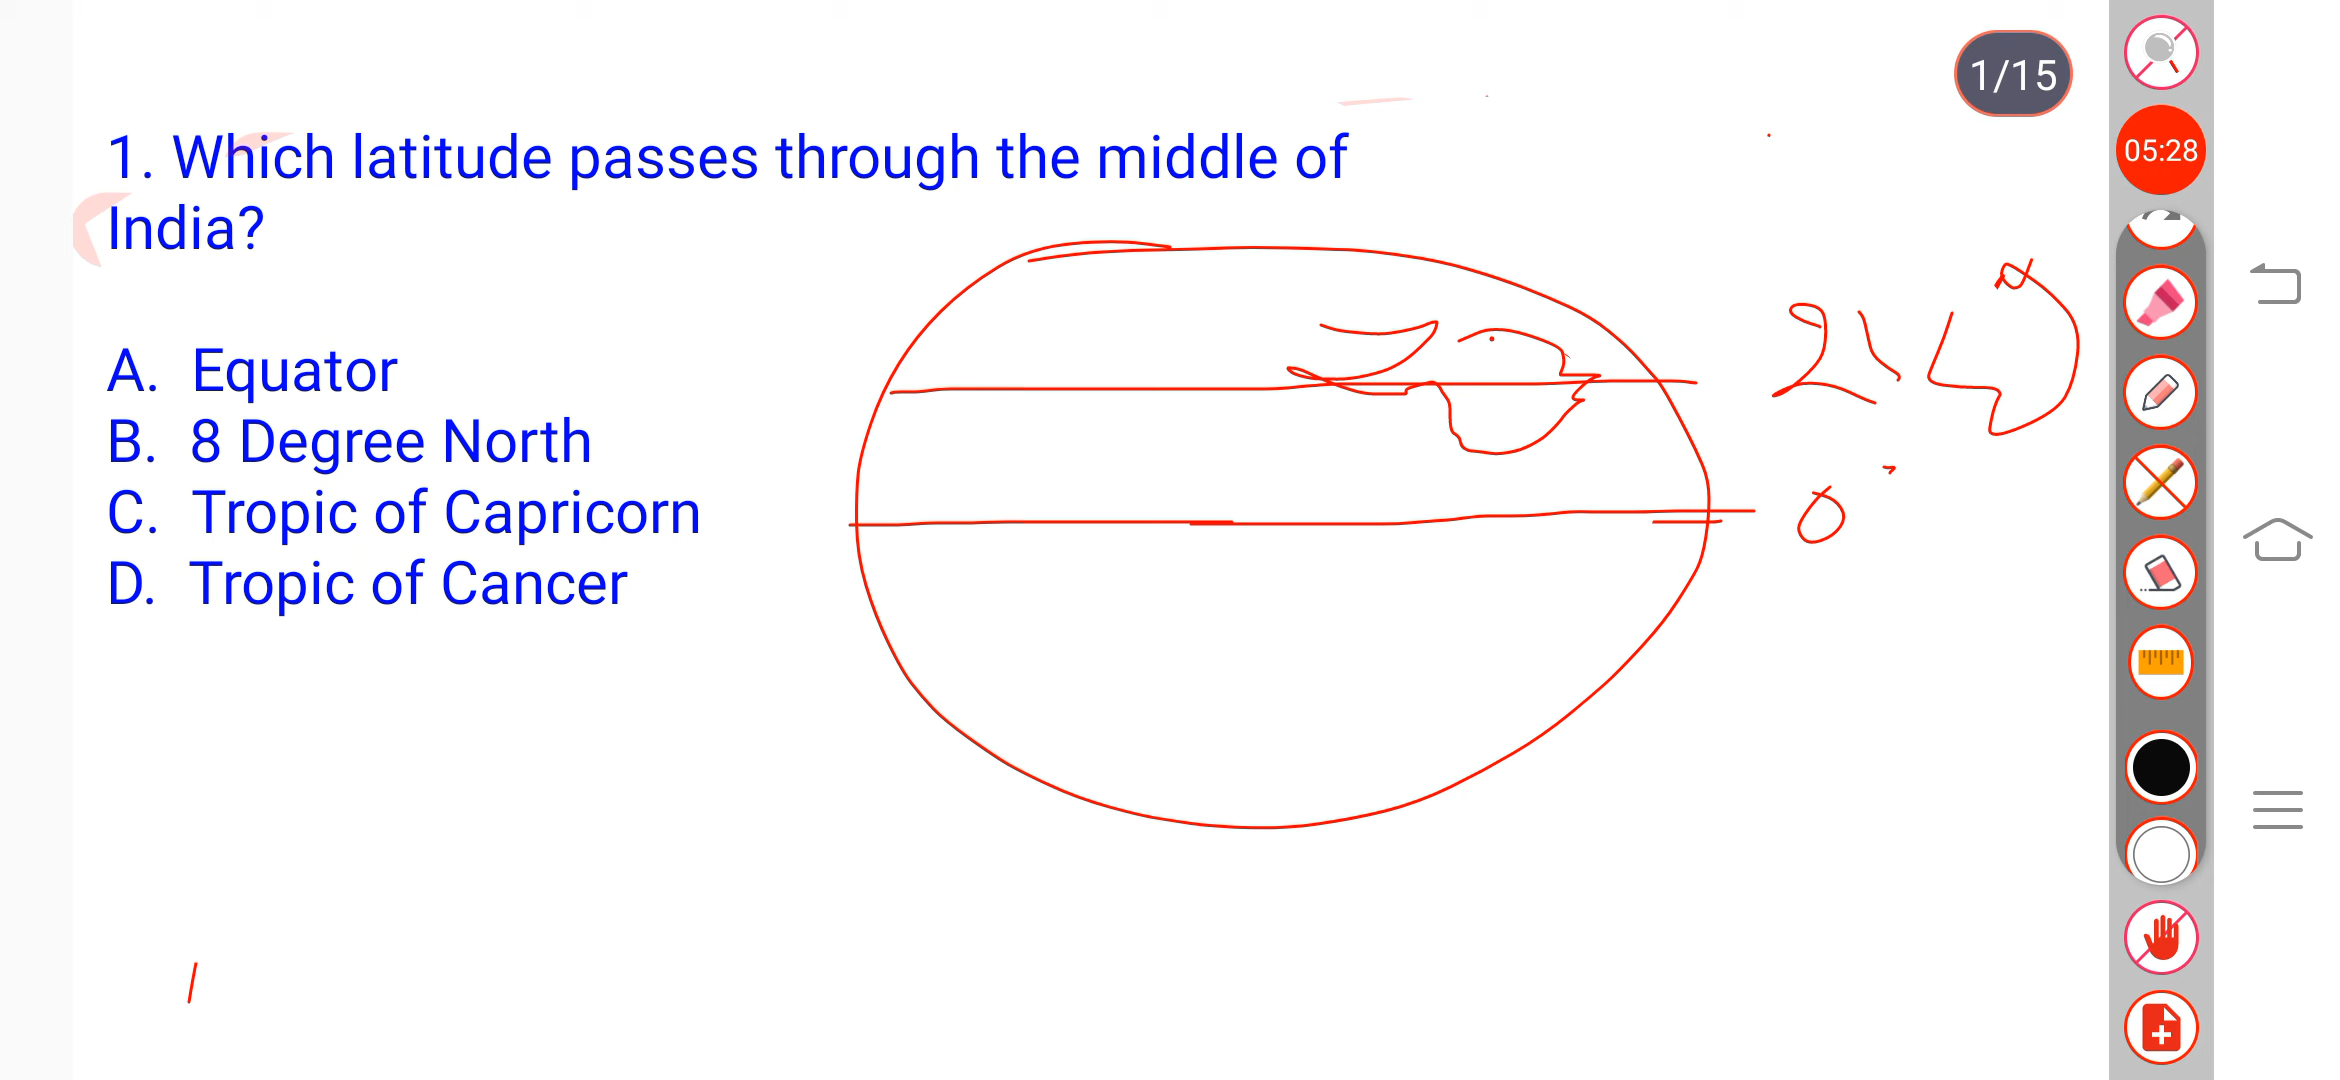 1/15
05:28
1. Which latitude passes through the middle of
India?
A. Equator
B. 8 Degree North
C. Tropic of Capricorn
D. Tropic of Cancer
0°